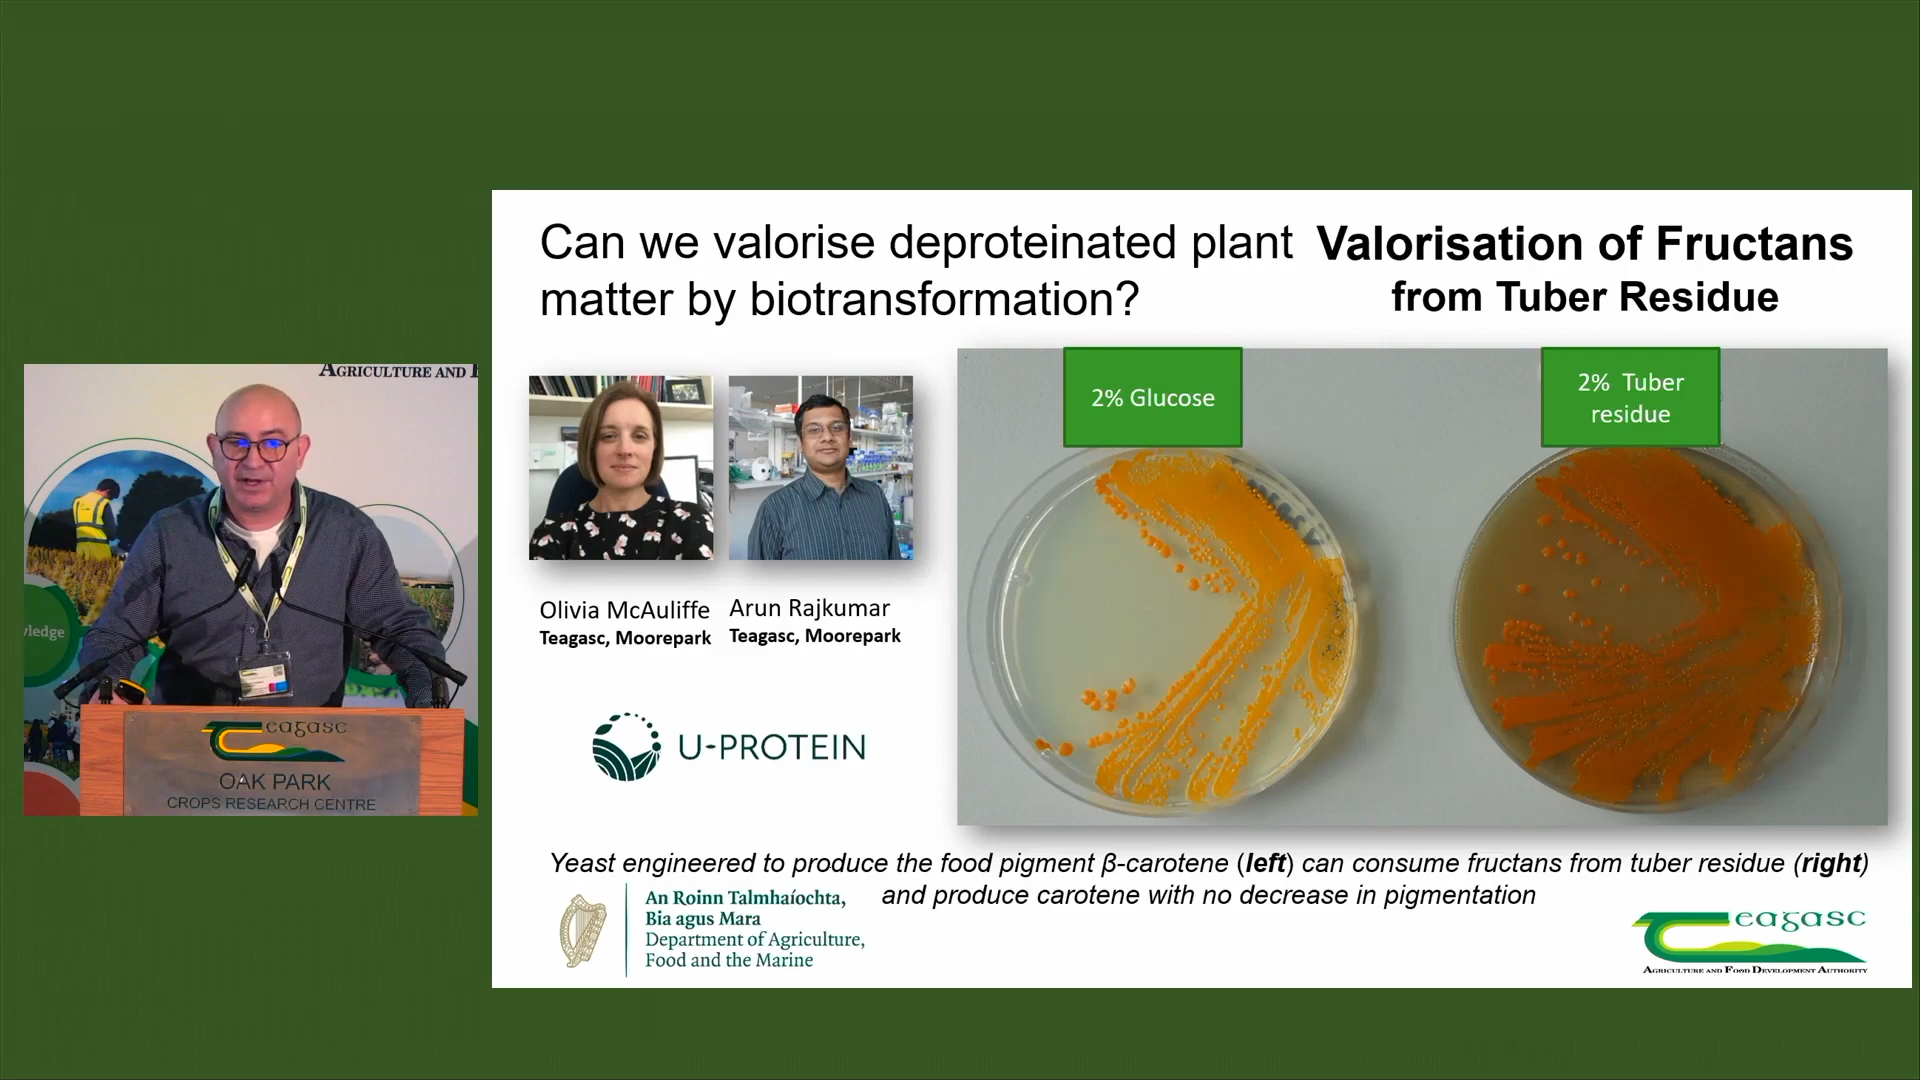 Can we valorise deproteinated plant
matter by biotransformation?
Valorisation of Fructans
from Tuber Residue
2% Glucose
2% Tuber
residue
Olivia McAuliffe
Teagasc, Moorepark
Arun Rajkumar
Teagasc, Moorepark
U-PROTEIN
Yeast engineered to produce the food pigment β-carotene (left) can consume fructans from tuber residue (right)
and produce carotene with no decrease in pigmentation
An Roinn Talmhaíochta,
Bia agus Mara
Department of Agriculture,
Food and the Marine
Teagasc
AGRICULTURE AND FOOD DEVELOPMENT AUTHORITY
AGRICULTURE AND
ledge
Teagasc
OAK PARK
CROPS RESEARCH CENTRE